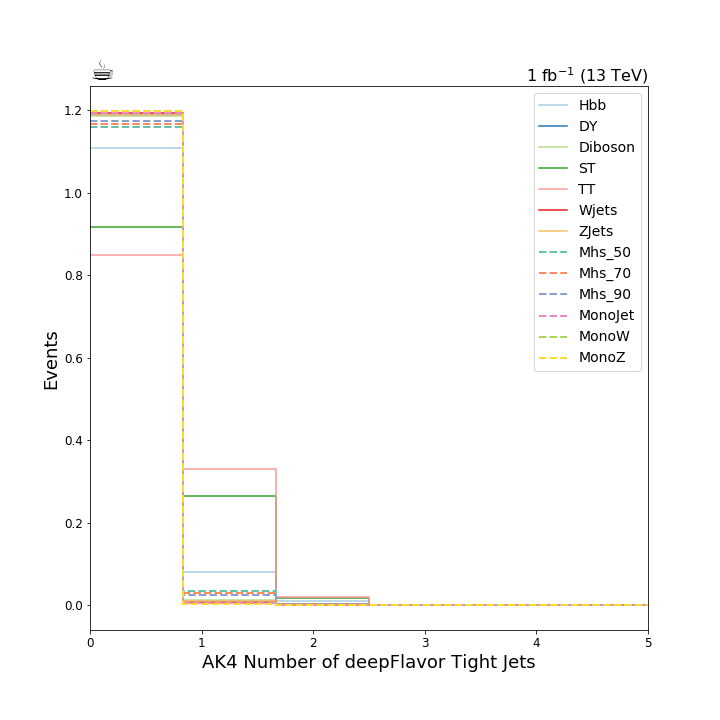 ☕
1 fb⁻¹ (13 TeV)
Hbb
DY
Diboson
ST
TT
Wjets
ZJets
Mhs_50
Mhs_70
Mhs_90
MonoJet
MonoW
MonoZ
1.2
1.0
0.8
0.6
0.4
0.2
0.0
Events
0 1 2 3 4 5
AK4 Number of deepFlavor Tight Jets